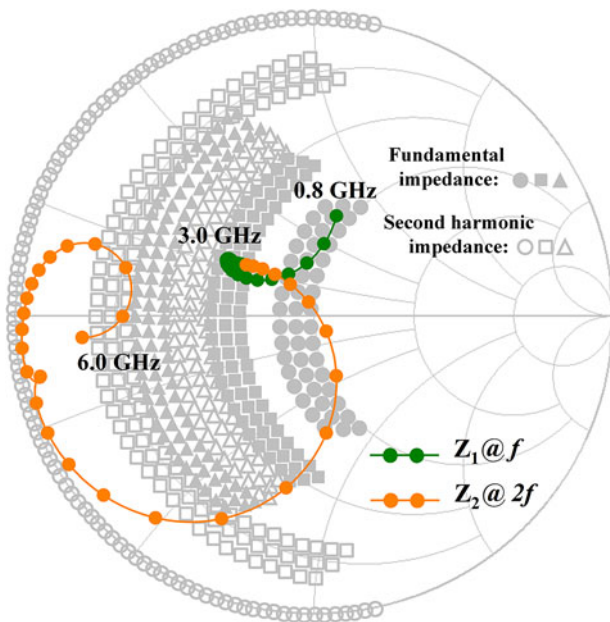 Fundamental
impedance:
0.8 GHz
Second harmonic
impedance:
3.0 GHz
6.0 GHz
Z₁@f
Z₂@2f